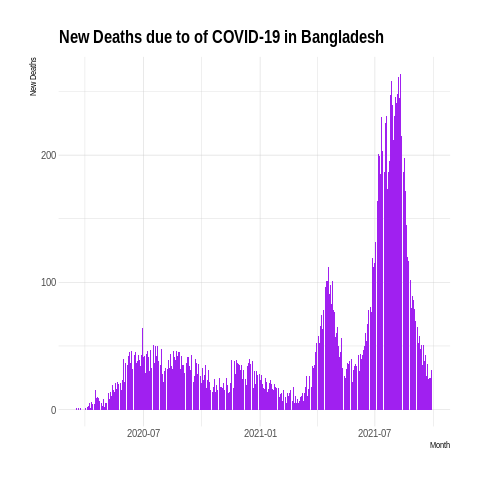 New Deaths due to of COVID-19 in Bangladesh
New Deaths
200
100
0
2020-07
2021-01
2021-07
Month